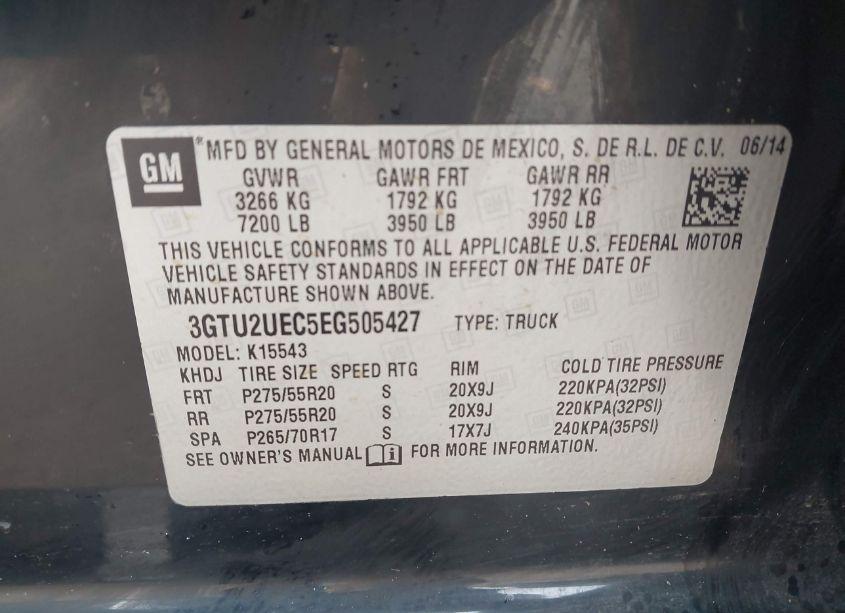 GM ® MFD BY GENERAL MOTORS DE MEXICO, S. DE R.L. DE C.V. 06/14
GVWR GAWR FRT GAWR RR
3266 KG 1792 KG 1792 KG
7200 LB 3950 LB 3950 LB
THIS VEHICLE CONFORMS TO ALL APPLICABLE U.S. FEDERAL MOTOR
VEHICLE SAFETY STANDARDS IN EFFECT ON THE DATE OF
MANUFACTURE SHOWN ABOVE.
3GTU2UEC5EG505427 TYPE: TRUCK
MODEL: K15543
KHDJ TIRE SIZE SPEED RTG RIM COLD TIRE PRESSURE
FRT P275/55R20 S 20X9J 220KPA(32PSI)
RR P275/55R20 S 20X9J 220KPA(32PSI)
SPA P265/70R17 S 17X7J 240KPA(35PSI)
SEE OWNER'S MANUAL FOR MORE INFORMATION.